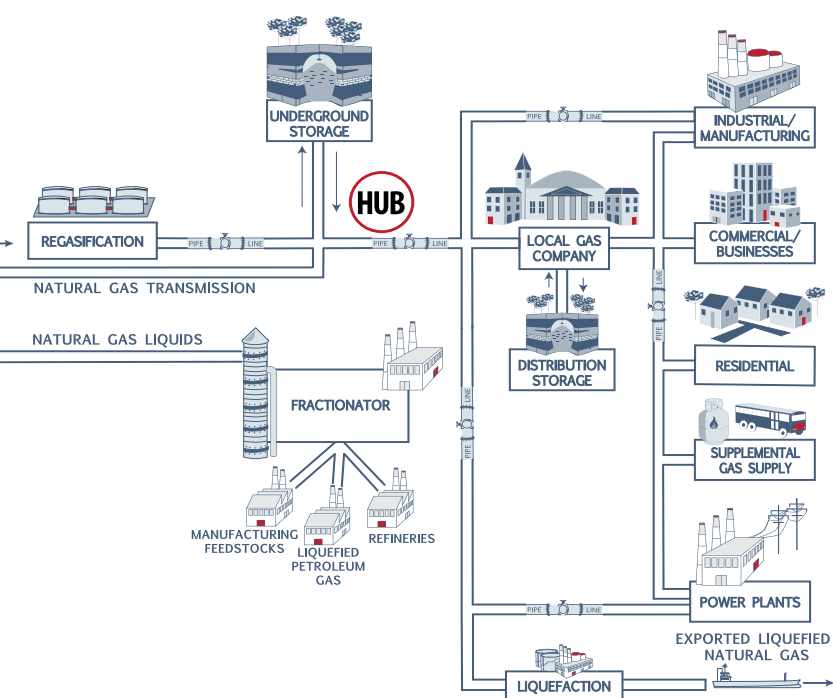 UNDERGROUND
STORAGE
PIPE LINE
INDUSTRIAL/
MANUFACTURING
HUB
REGASIFICATION
PIPE LINE
PIPE LINE
LOCAL GAS
COMPANY
COMMERCIAL/
BUSINESSES
NATURAL GAS TRANSMISSION
PIPE LINE
NATURAL GAS LIQUIDS
DISTRIBUTION
STORAGE
RESIDENTIAL
FRACTIONATOR
PIPE LINE
SUPPLEMENTAL
GAS SUPPLY
MANUFACTURING
FEEDSTOCKS
LIQUEFIED
PETROLEUM
GAS
REFINERIES
PIPE LINE
POWER PLANTS
EXPORTED LIQUEFIED
NATURAL GAS
LIQUEFACTION